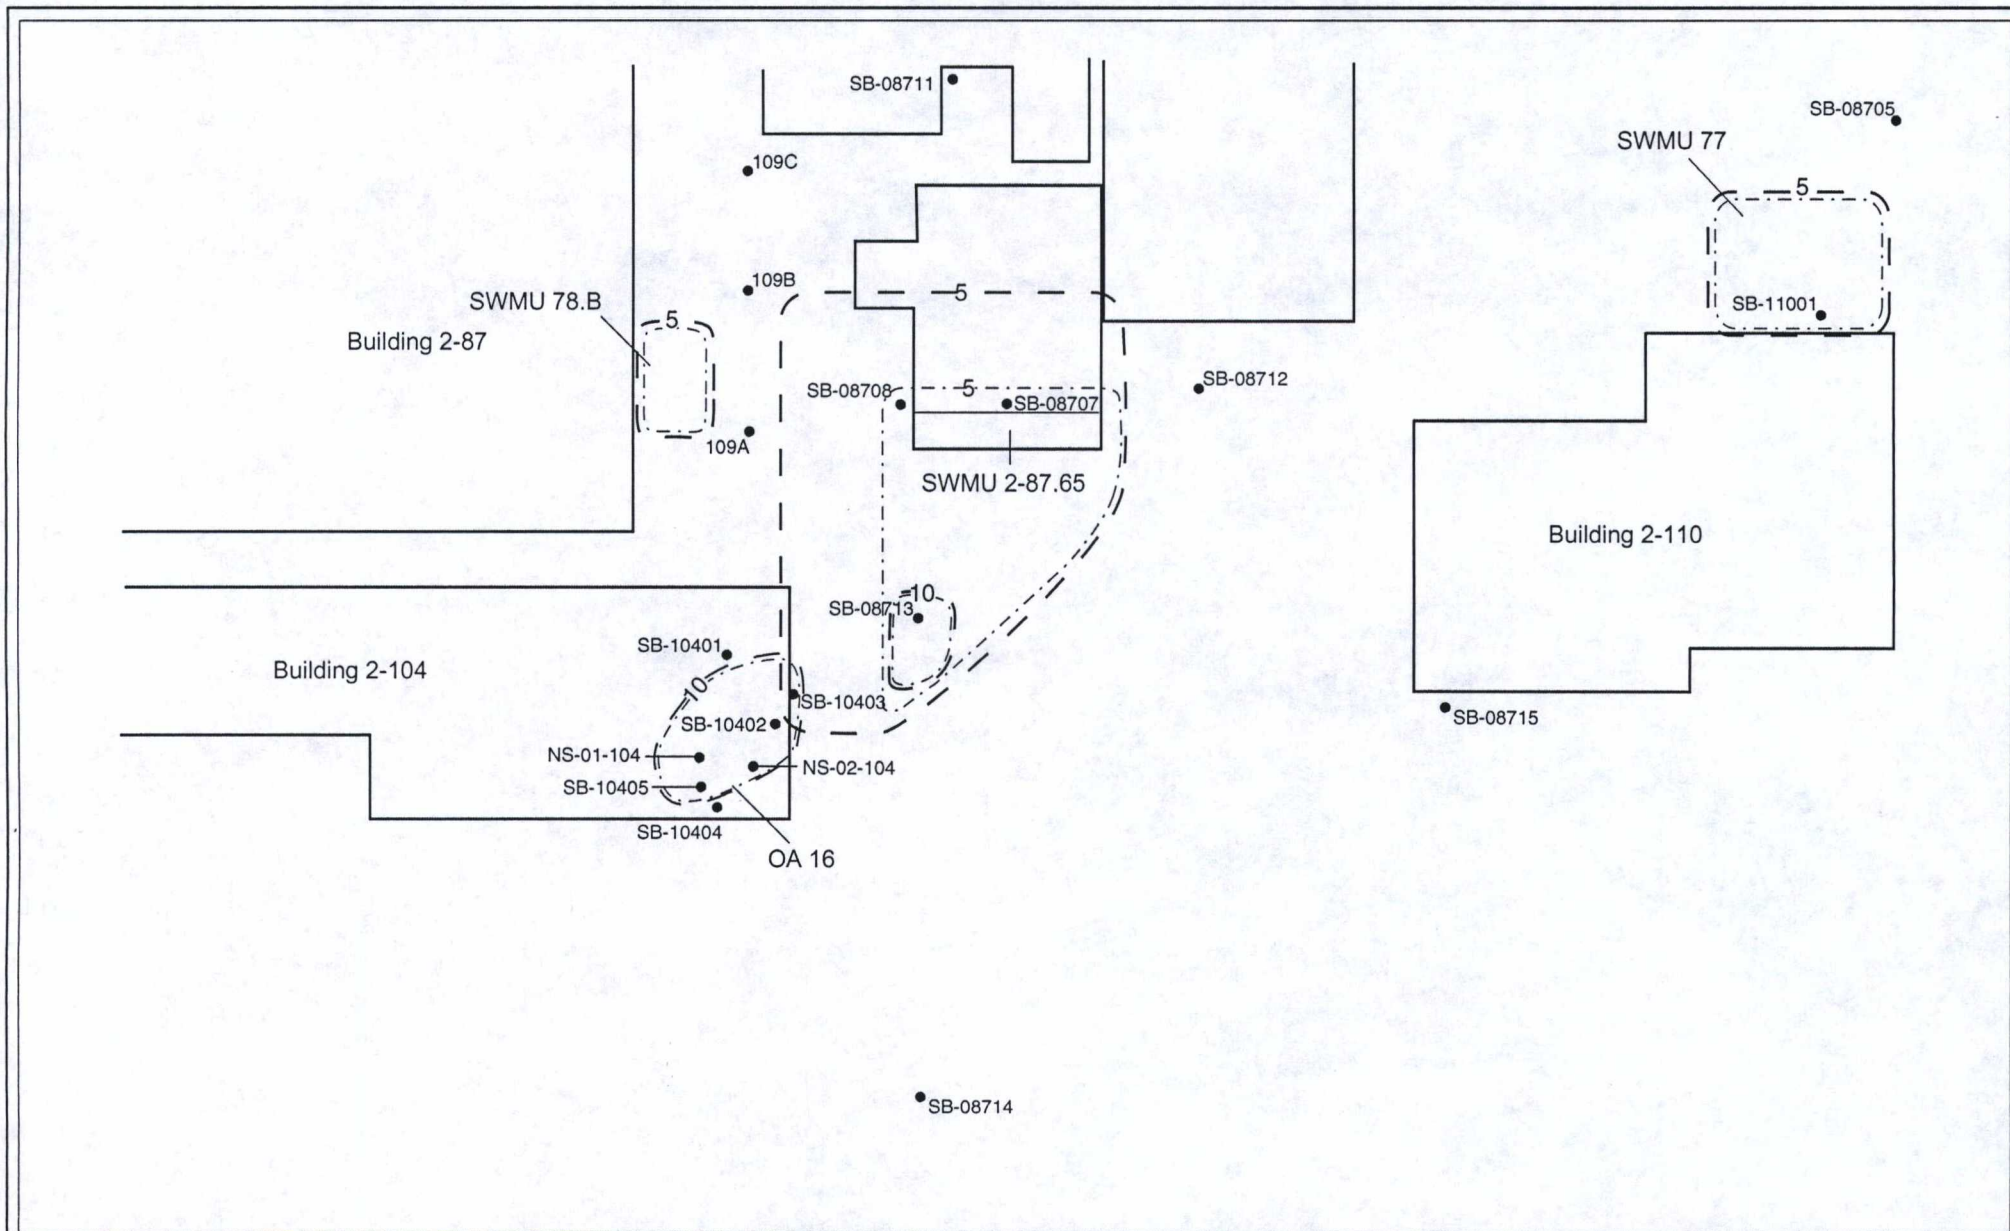 SB-08711
SB-08705
SWMU 77
109C
5
SB-11001
109B
SWMU 78.B
5
5
Building 2-87
SB-08712
SB-08708
5
SB-08707
109A
SWMU 2-87.65
Building 2-110
10
SB-08713
SB-10401
Building 2-104
10
SB-10403
SB-10402
SB-08715
NS-01-104
NS-02-104
SB-10405
SB-10404
OA 16
SB-08714